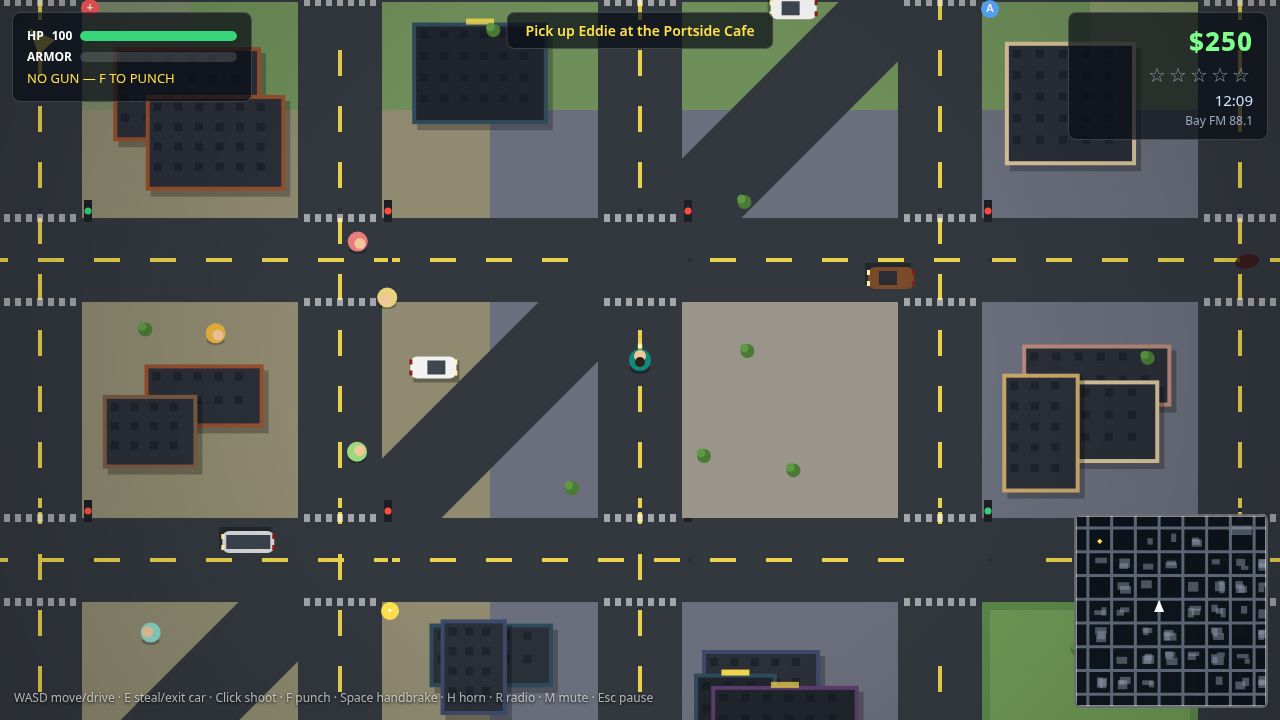 HP 100
ARMOR
NO GUN — F TO PUNCH
Pick up Eddie at the Portside Cafe
A
$250
☆☆☆☆☆
12:09
Bay FM 88.1
WASD move/drive · E steal/exit car · Click shoot · F punch · Space handbrake · H horn · R radio · M mute · Esc pause